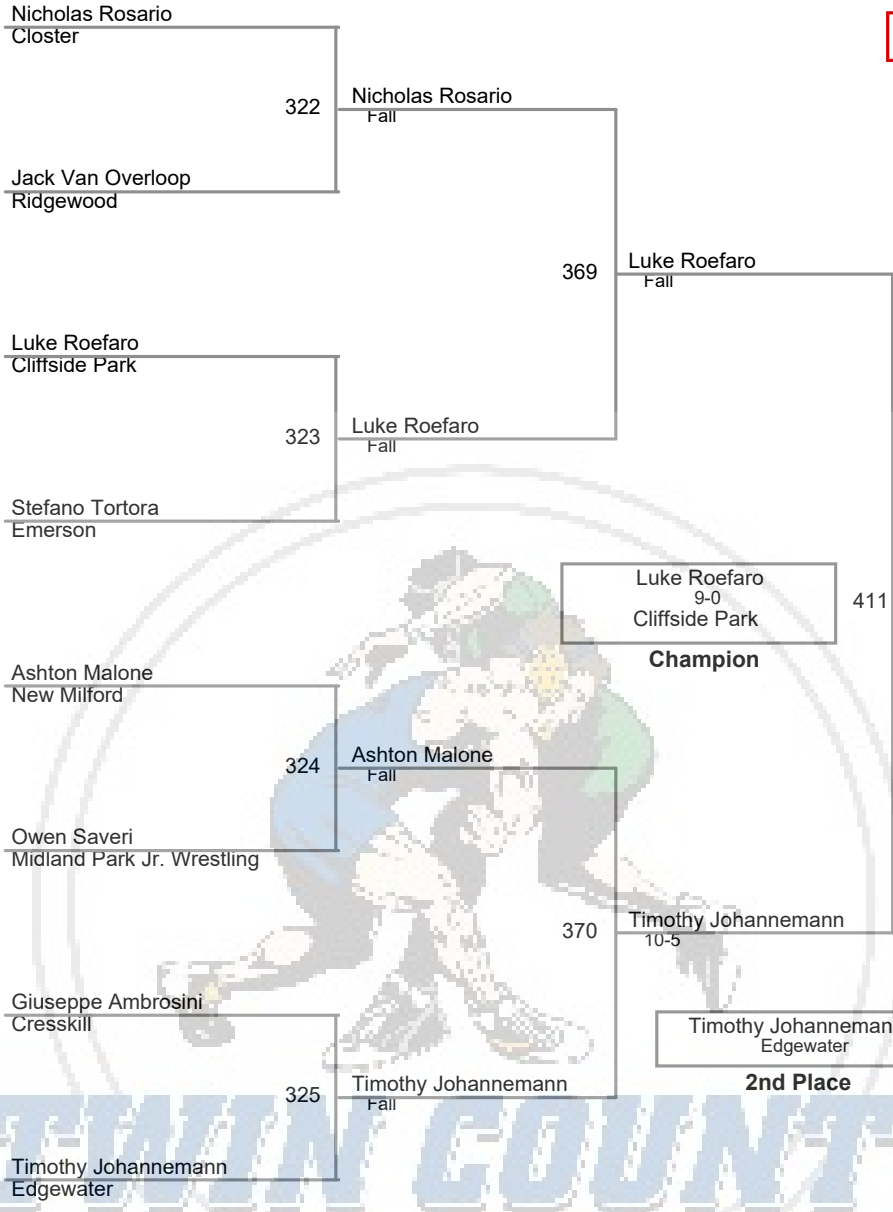 Nicholas Rosario
Closter
322
Nicholas Rosario
Fall
Jack Van Overloop
Ridgewood
369
Luke Roefaro
Fall
Luke Roefaro
Cliffside Park
323
Luke Roefaro
Fall
Stefano Tortora
Emerson
Luke Roefaro
9-0
Cliffside Park
411
Champion
Ashton Malone
New Milford
324
Ashton Malone
Fall
Owen Saveri
Midland Park Jr. Wrestling
370
Timothy Johannemann
10-5
Giuseppe Ambrosini
Cresskill
Timothy Johanneman
Edgewater
2nd Place
325
Timothy Johannemann
Fall
Timothy Johannemann
Edgewater
TWIN COUNT